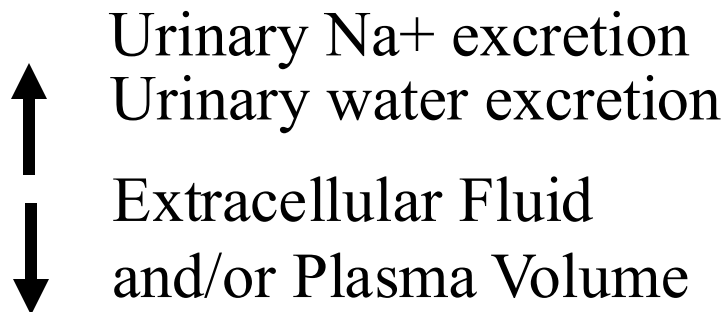 Urinary Na+ excretion
Urinary water excretion
Extracellular Fluid
and/or Plasma Volume